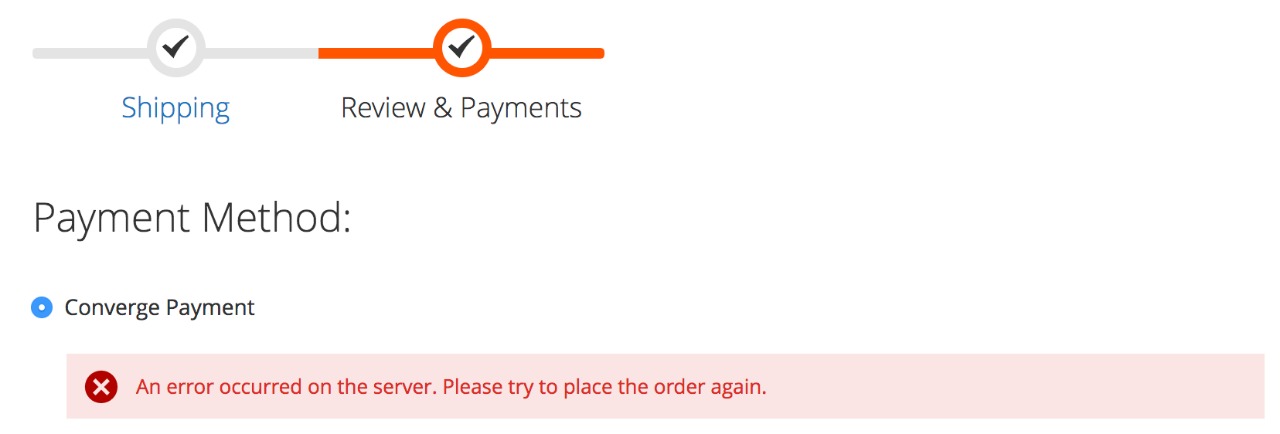 Shipping
Review & Payments
Payment Method:
Converge Payment
An error occurred on the server. Please try to place the order again.